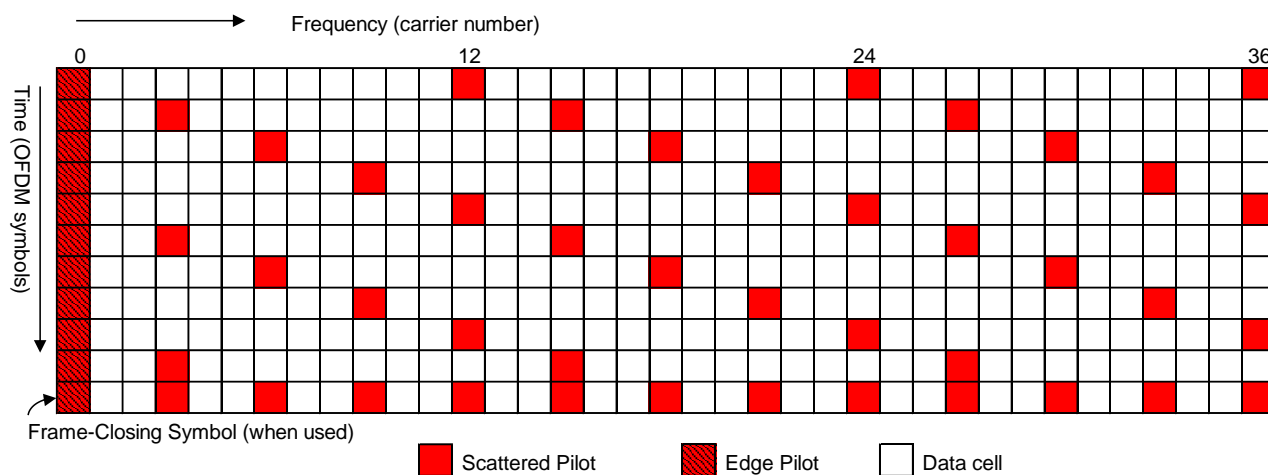 Frequency (carrier number)
0 12 24 36
Time (OFDM symbols)
Frame-Closing Symbol (when used)
Scattered Pilot Edge Pilot Data cell